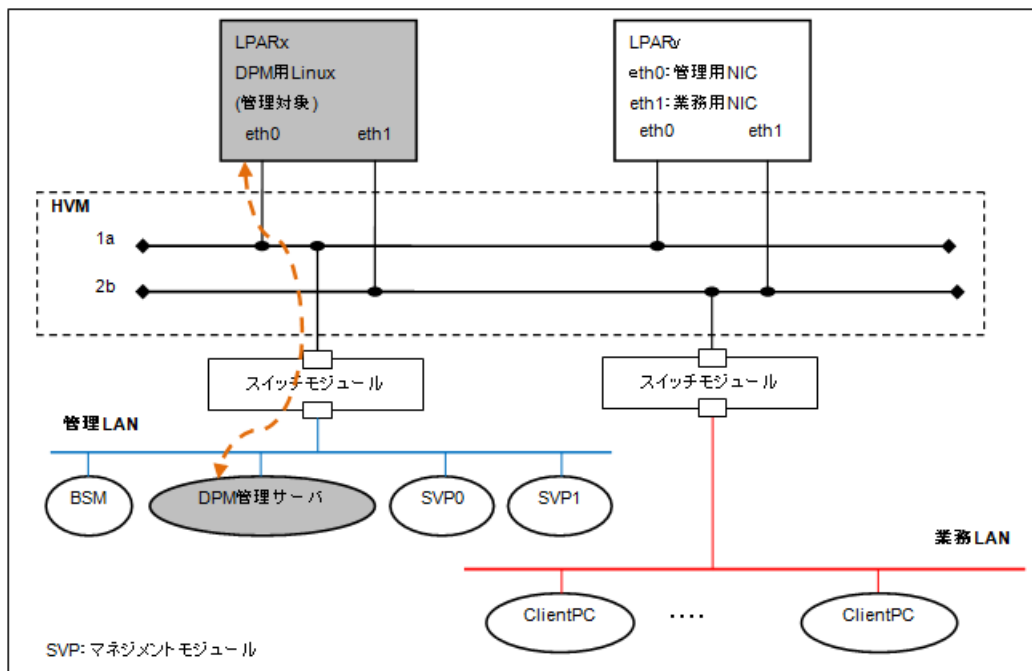 LPARx
DPM用Linux
(管理対象)
eth0 eth1
LPARy
eth0:管理用NIC
eth1:業務用NIC
eth0 eth1
HVM
1a
2b
スイッチモジュール
スイッチモジュール
管理LAN
BSM
DPM管理サーバ
SVP0
SVP1
業務LAN
ClientPC
‥‥
ClientPC
SVP:マネジメントモジュール